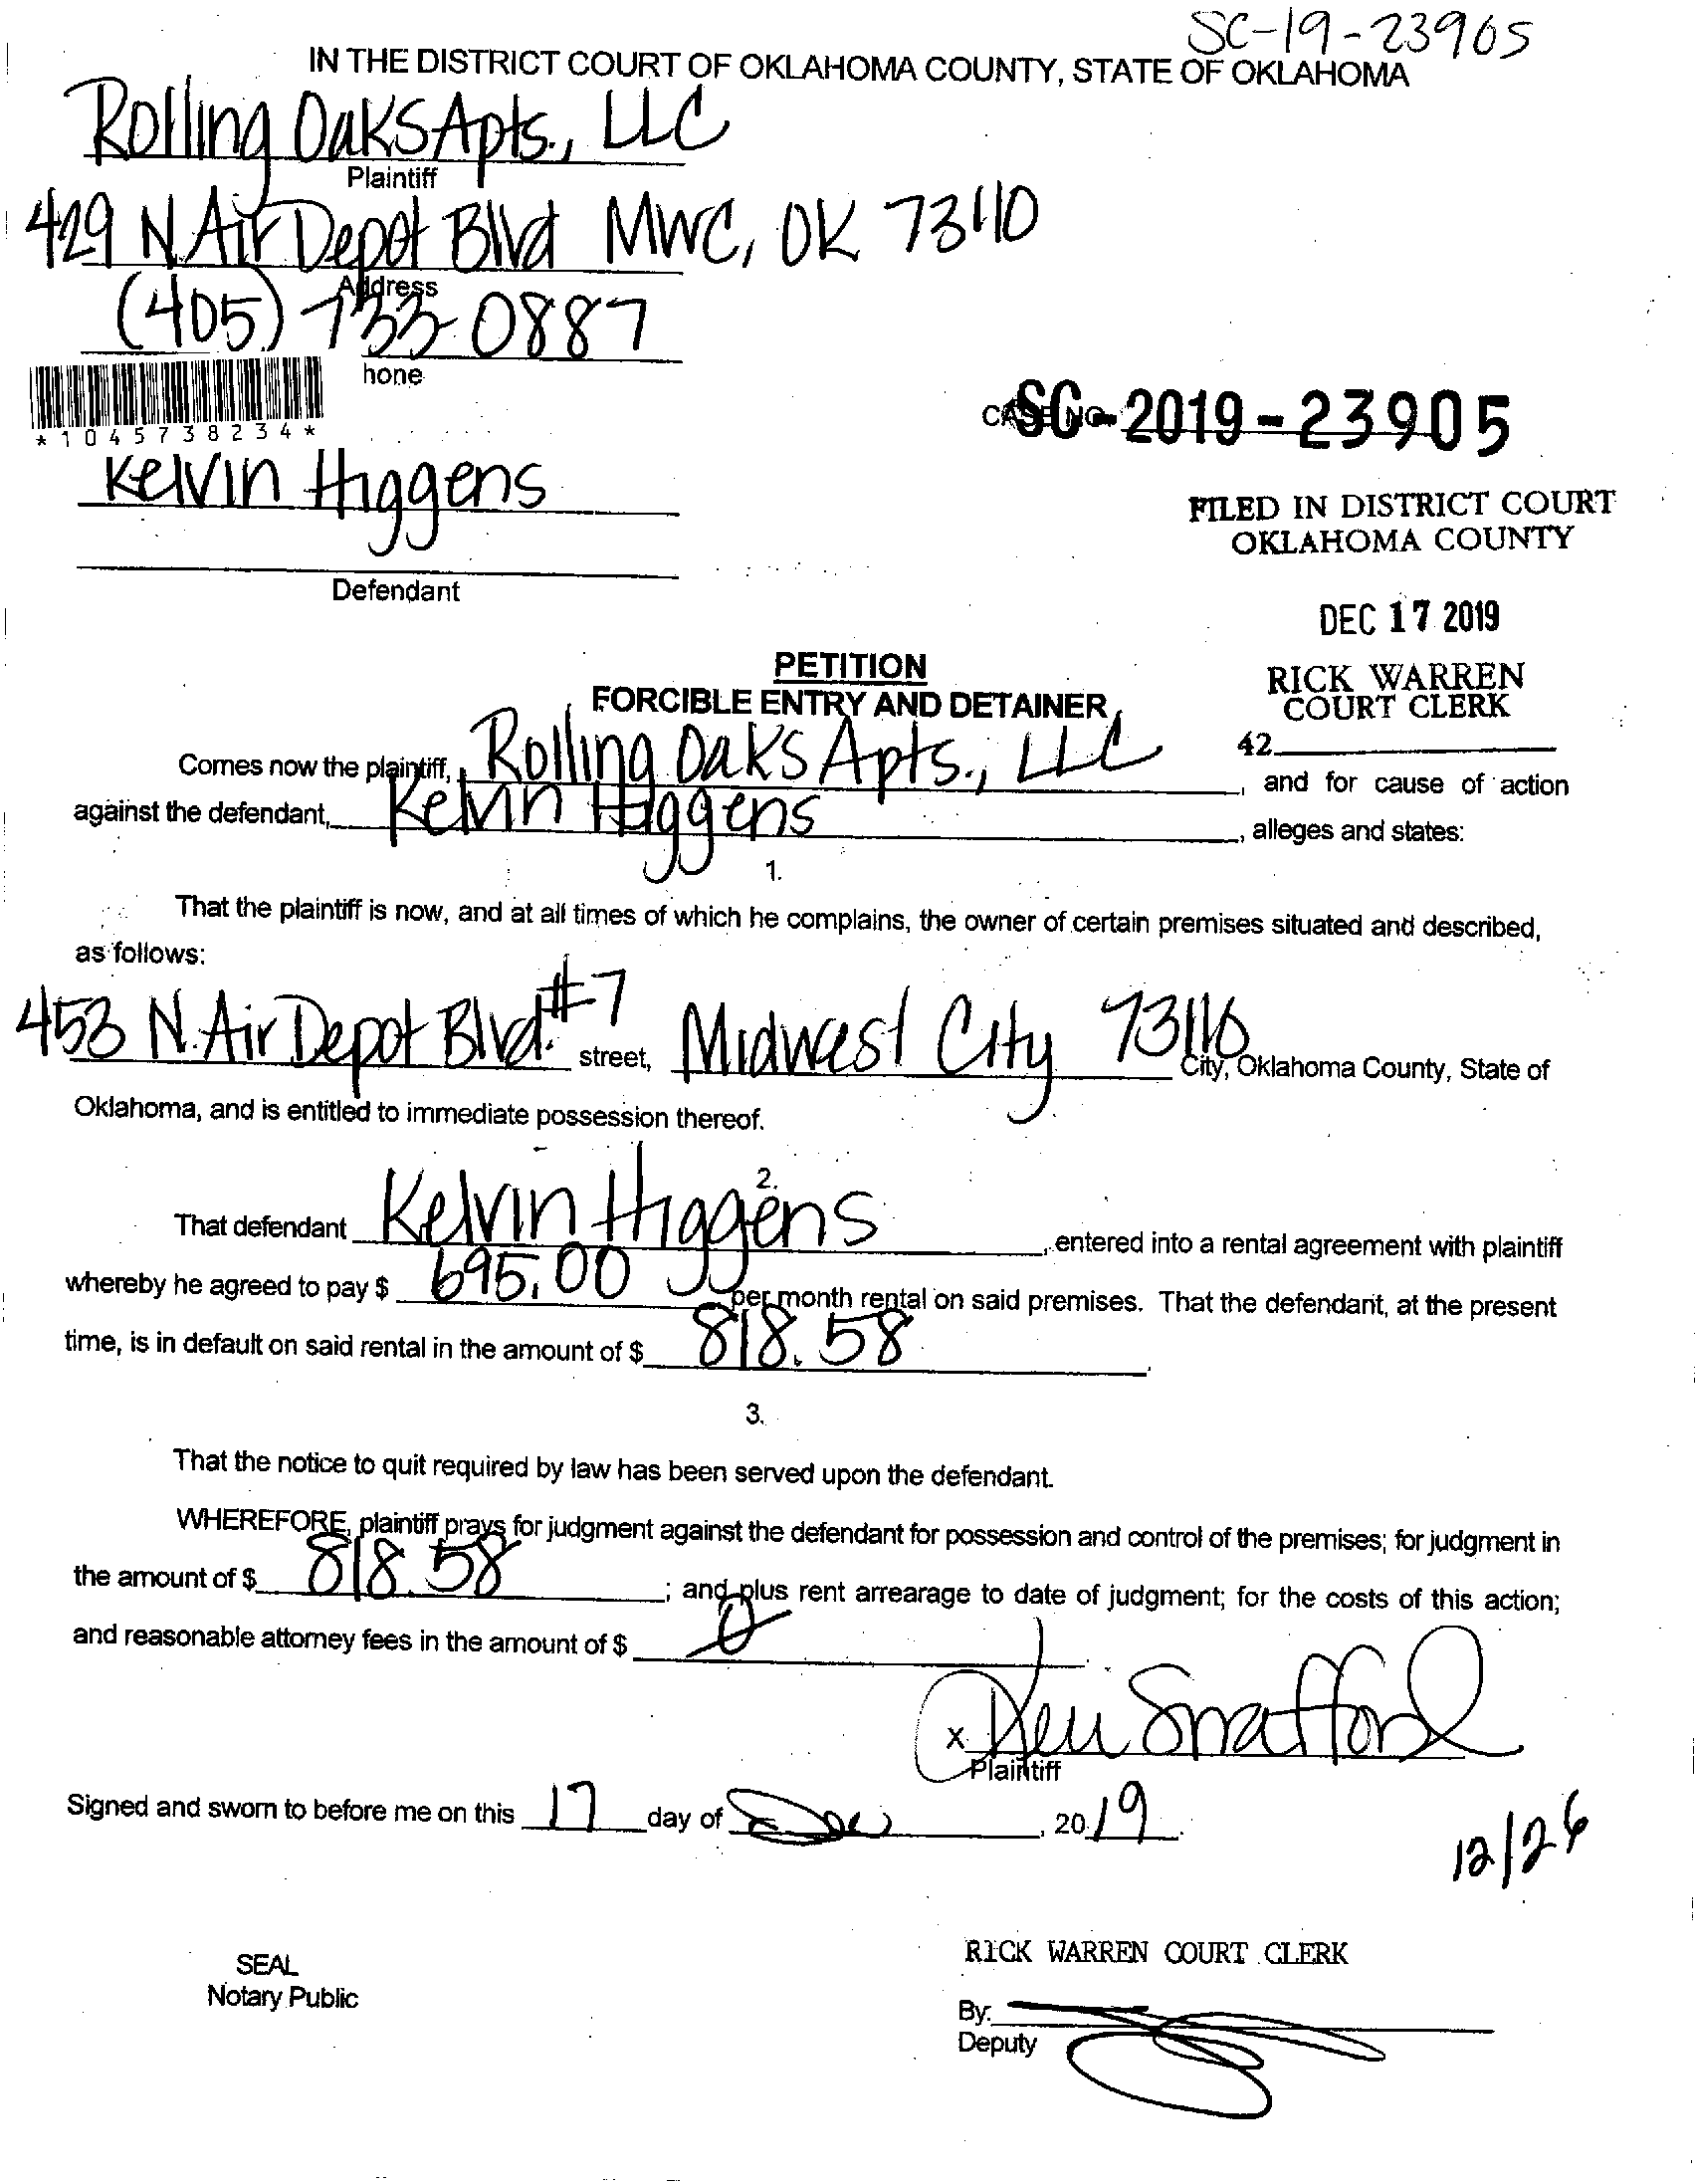 SC-19-23905
IN THE DISTRICT COURT OF OKLAHOMA COUNTY, STATE OF OKLAHOMA
Rolling Oaks Apts., LLC
Plaintiff
429 N. Air Depot Blvd MWC, OK 73110
Address
(405) 733-0887
hone
*1045738234*
CASE NO. SC-2019-23905
Kelvin Higgens
FILED IN DISTRICT COURT
OKLAHOMA COUNTY
Defendant
DEC 17 2019
PETITION
FORCIBLE ENTRY AND DETAINER
RICK WARREN
COURT CLERK
42
Comes now the plaintiff, Rolling Oaks Apts., LLC, and for cause of action
against the defendant, Kelvin Higgens, alleges and states:
1.
That the plaintiff is now, and at all times of which he complains, the owner of certain premises situated and described,
as follows:
453 N. Air Depot Blvd. #7 street, Midwest City 73110 City, Oklahoma County, State of
Oklahoma, and is entitled to immediate possession thereof.
2.
That defendant Kelvin Higgens, entered into a rental agreement with plaintiff
whereby he agreed to pay $ 695.00 per month rental on said premises. That the defendant, at the present
time, is in default on said rental in the amount of $ 818.58.
3.
That the notice to quit required by law has been served upon the defendant.
WHEREFORE, plaintiff prays for judgment against the defendant for possession and control of the premises; for judgment in
the amount of $ 818.58; and plus rent arrearage to date of judgment; for the costs of this action;
and reasonable attorney fees in the amount of $ 0.
x
Plaintiff
Signed and sworn to before me on this 17 day of Dec, 2019.
12/26
SEAL
Notary Public
RICK WARREN COURT CLERK
By:
Deputy